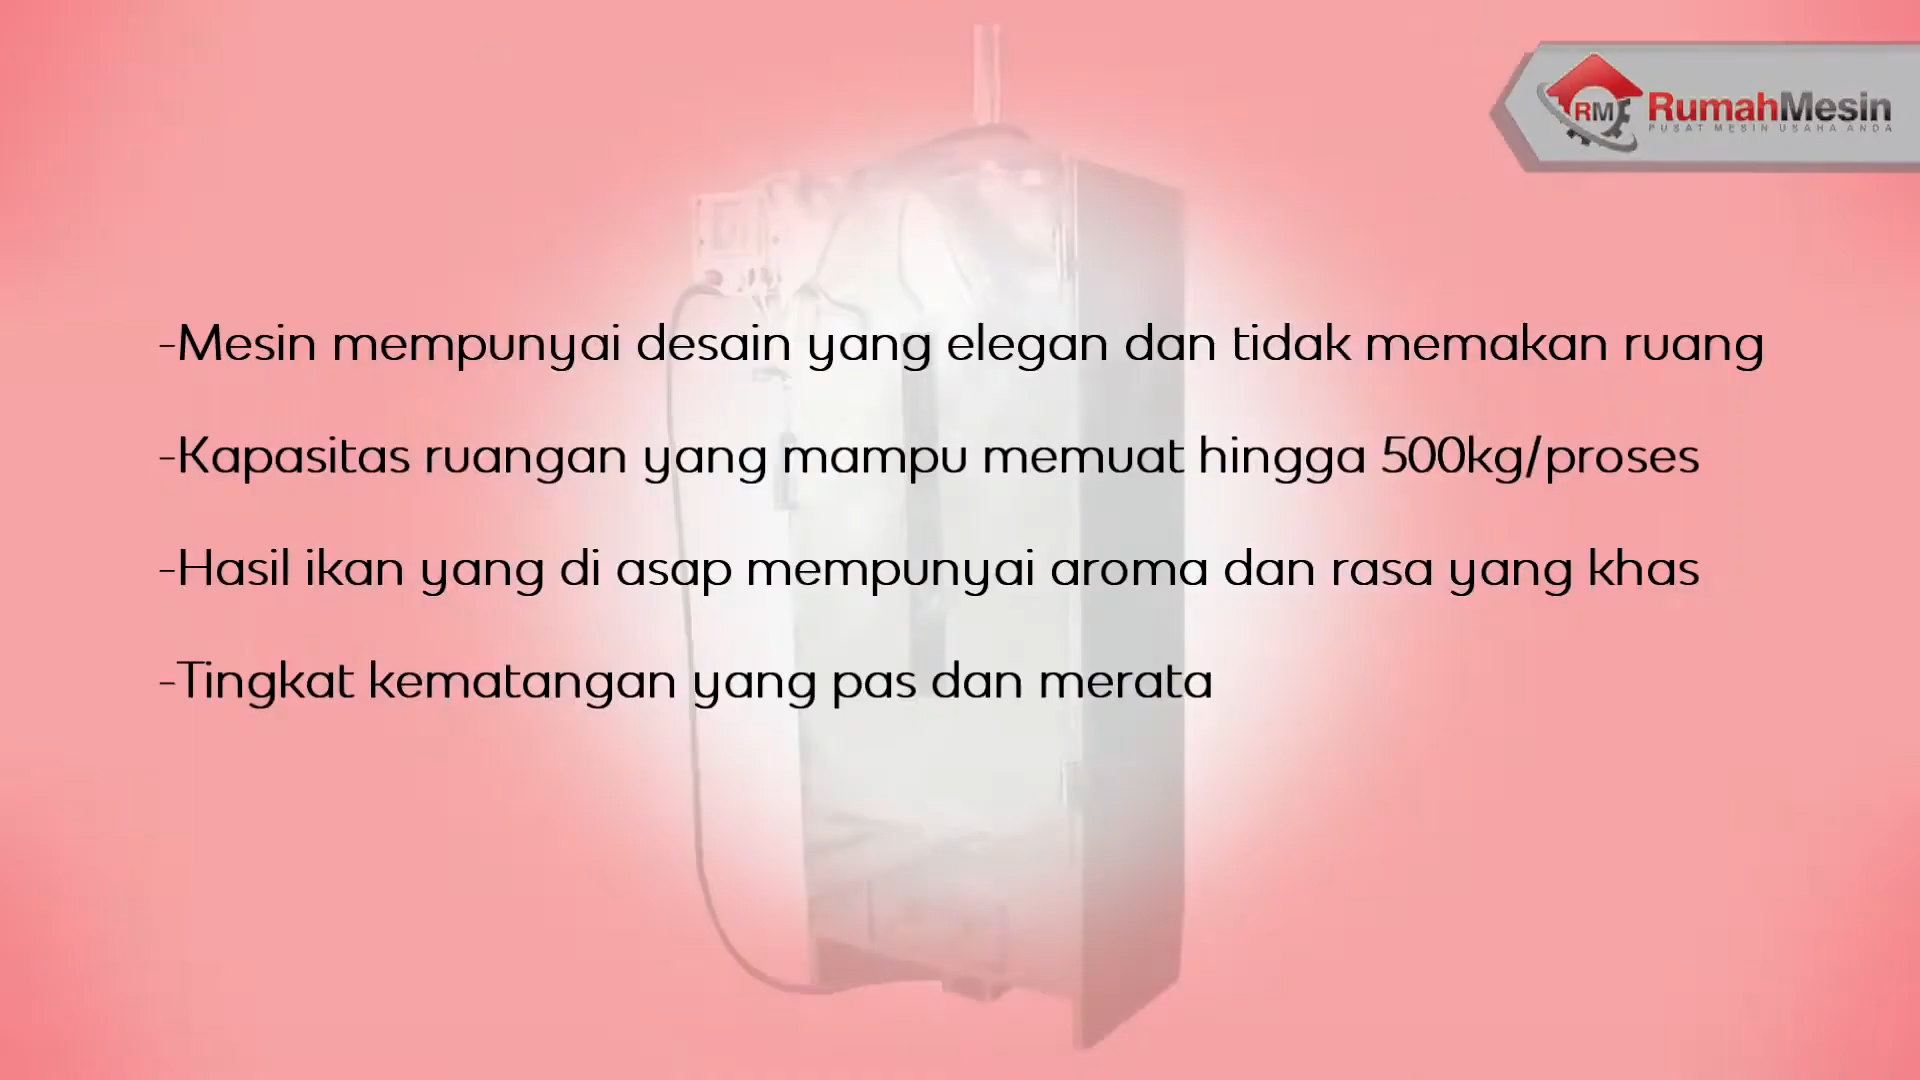 RM RumahMesin
PUSAT MESIN USAHA ANDA
-Mesin mempunyai desain yang elegan dan tidak memakan ruang
-Kapasitas ruangan yang mampu memuat hingga 500kg/proses
-Hasil ikan yang di asap mempunyai aroma dan rasa yang khas
-Tingkat kematangan yang pas dan merata